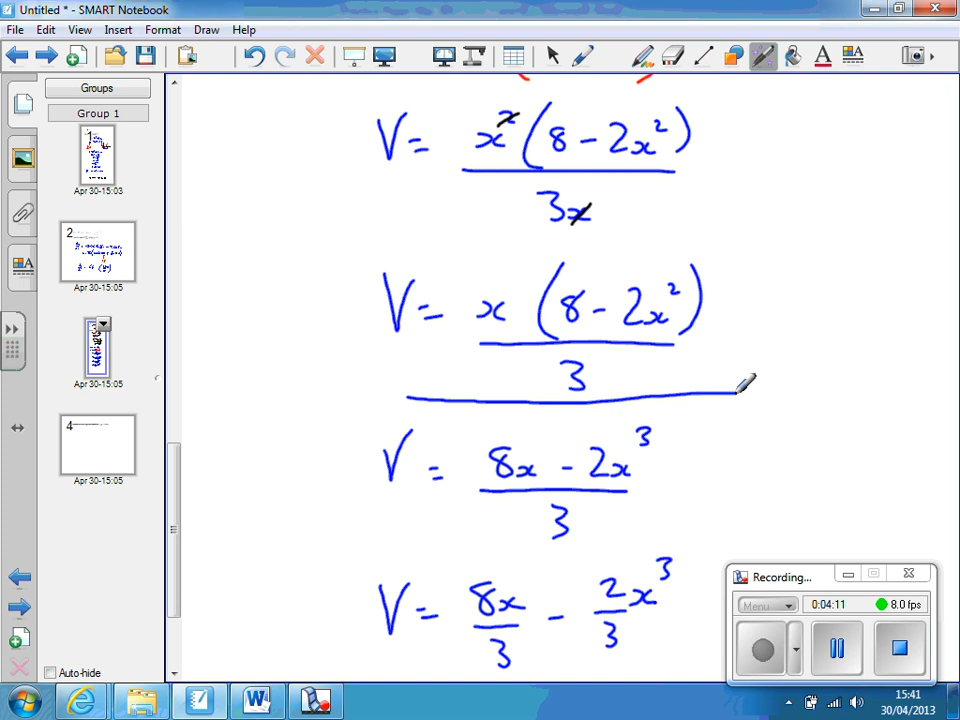 Untitled * - SMART Notebook
File Edit View Insert Format Draw Help
Groups
Group 1
1
Apr 30-15:03
2
Apr 30-15:05
Apr 30-15:05
4
Apr 30-15:05
Auto-hide
V = x²(8 - 2x²)
3x
V = x (8 - 2x²)
3
V = 8x - 2x³
3
V = 8x/3 - 2/3 x³
Recording...
Menu
0:04:11
8.0 fps
15:41
30/04/2013